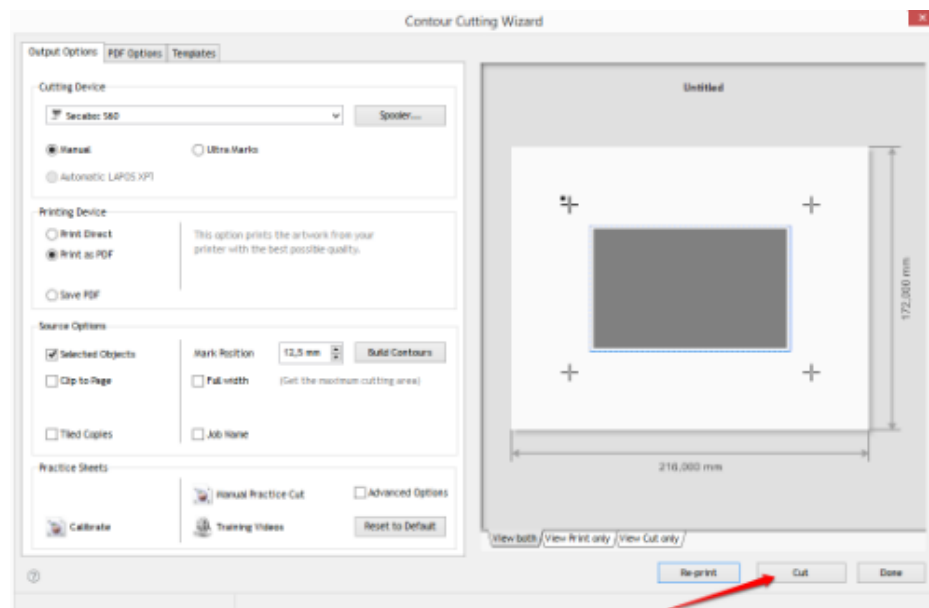 Contour Cutting Wizard
Output Options PDF Options Templates
Cutting Device
Secabo S60
Spooler....
Manual
Ultra Marks
Automatic LAPOS XPT
Printing Device
Print Direct
Print as PDF
Save PDF
This option prints the artwork from your
printer with the best possible quality.
Source Options
Selected Objects
Mark Position
12,5 mm
Build Contours
Clip to Page
Full width
(Get the maximum cutting area)
Tiled Copies
Job Name
Practice Sheets
Manual Practice Cut
Advanced Options
Calibrate
Training Videos
Reset to Default
Untitled
172,000 mm
216,000 mm
View both View Print only View Cut only
Re-print
Cut
Done